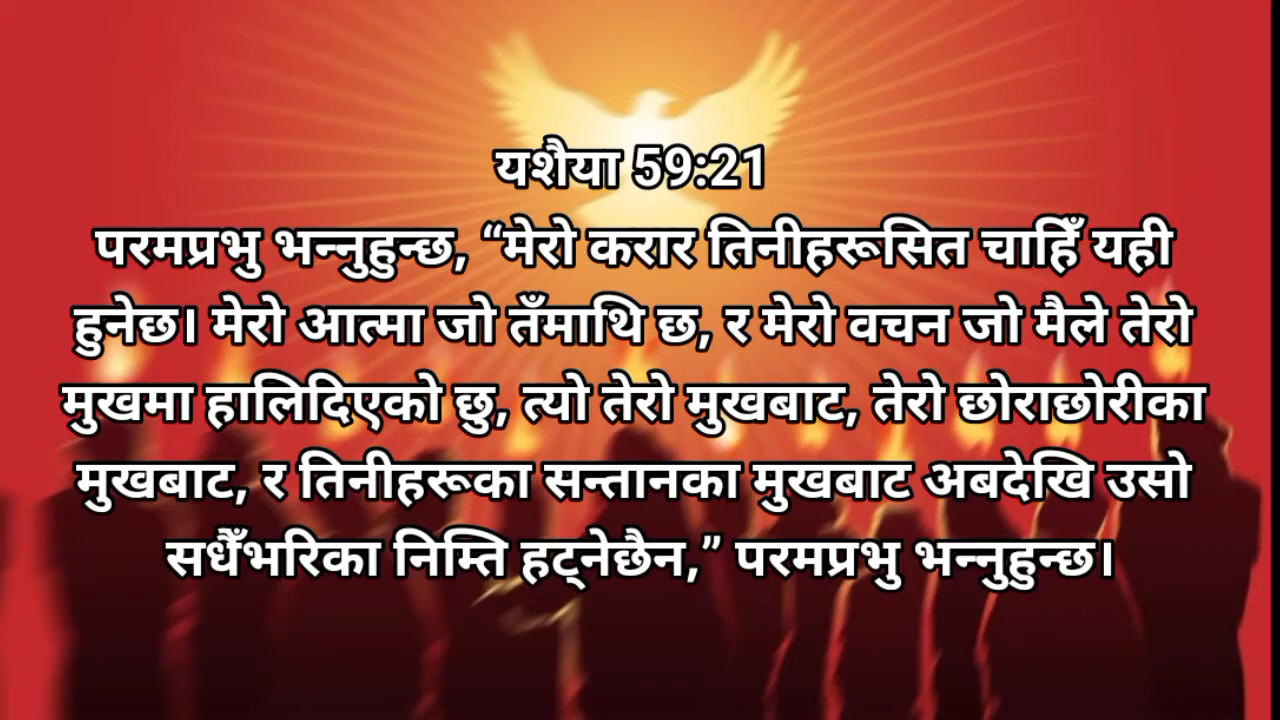 यशैया 59:21
परमप्रभु भन्नुहुन्छ, “मेरो करार तिनीहरूसित चाहिँ यही
हुनेछ। मेरो आत्मा जो तँमाथि छ, र मेरो वचन जो मैले तेरो
मुखमा हालिदिएको छु, त्यो तेरो मुखबाट, तेरो छोराछोरीका
मुखबाट, र तिनीहरूका सन्तानका मुखबाट अबदेखि उसो
सधैँभरिका निम्ति हट्नेछैन,” परमप्रभु भन्नुहुन्छ।